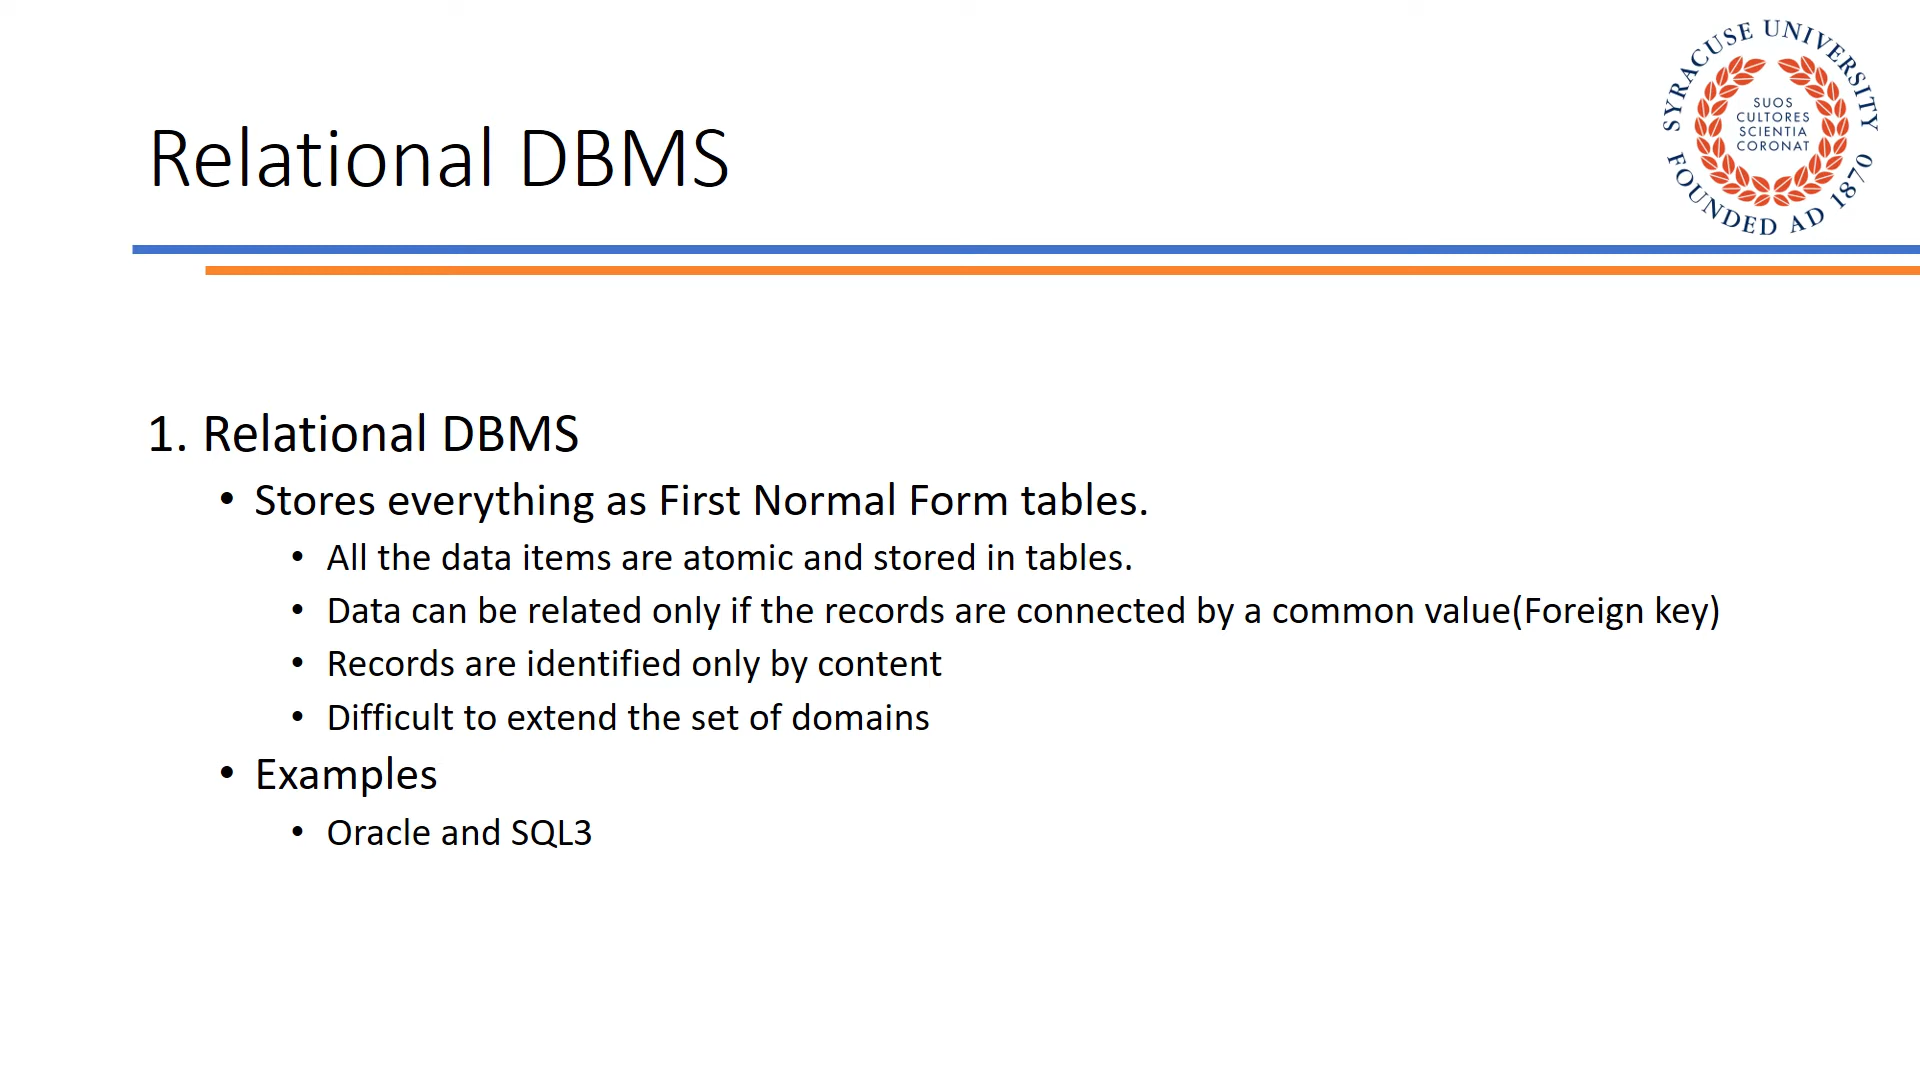 SYRACUSE UNIVERSITY
SUOS
CULTORES
SCIENTIA
CORONAT
FOUNDED AD 1870
Relational DBMS
1. Relational DBMS
• Stores everything as First Normal Form tables.
• All the data items are atomic and stored in tables.
• Data can be related only if the records are connected by a common value(Foreign key)
• Records are identified only by content
• Difficult to extend the set of domains
• Examples
• Oracle and SQL3